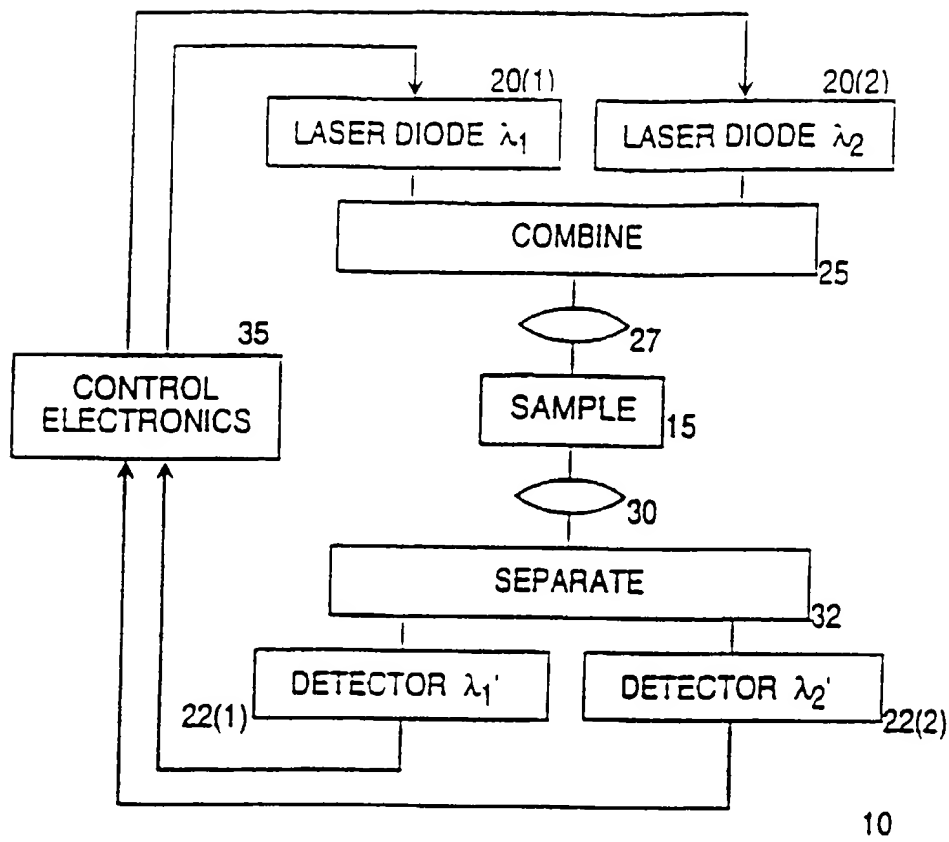 20(1)
20(2)
LASER DIODE λ1
LASER DIODE λ2
COMBINE
25
27
35
CONTROL
ELECTRONICS
SAMPLE
15
30
SEPARATE
32
DETECTOR λ1'
DETECTOR λ2'
22(1)
22(2)
10